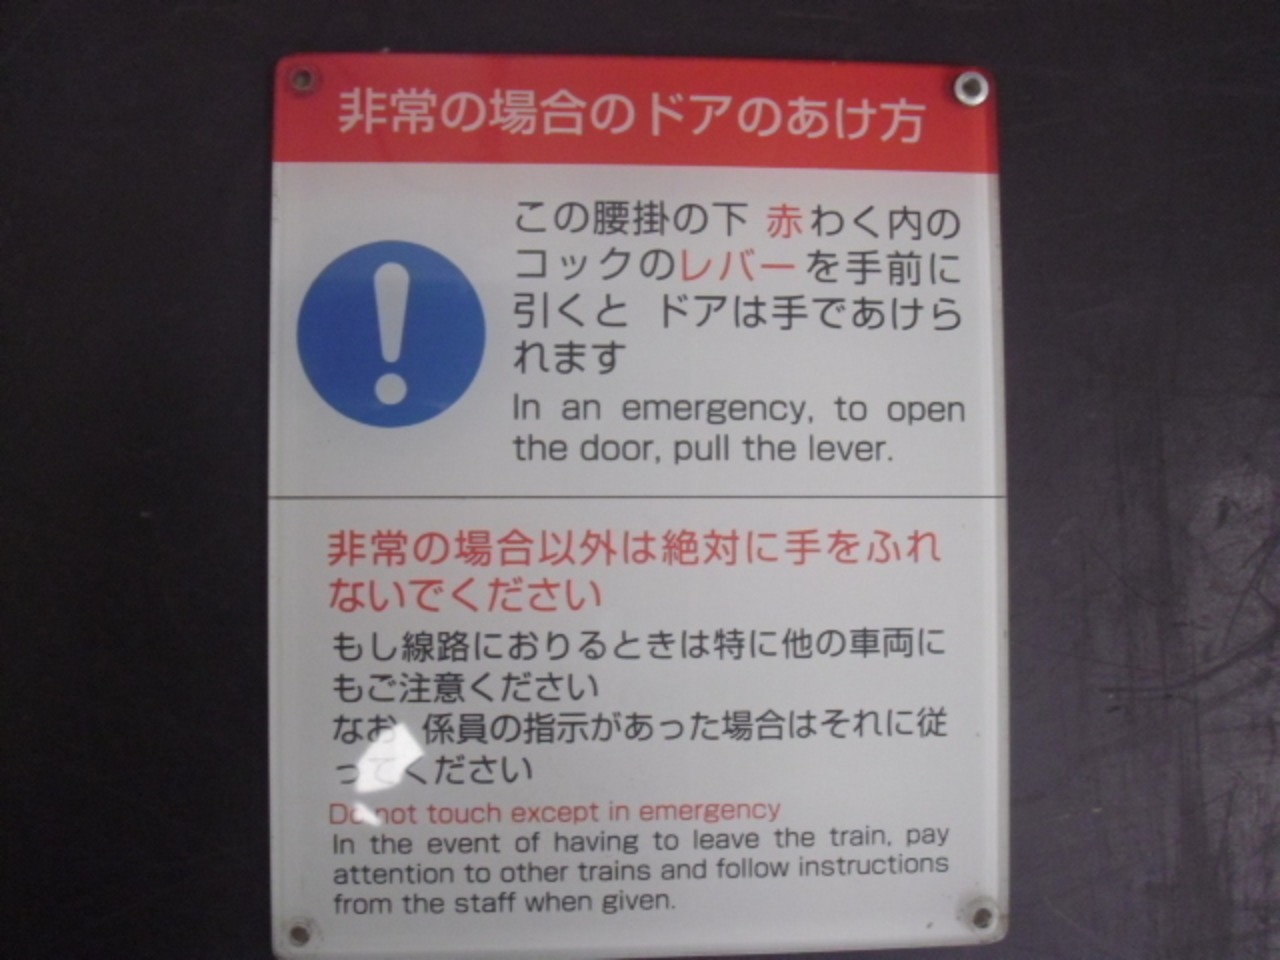 非常の場合のドアのあけ方
この腰掛の下 赤わく内の
コックのレバーを手前に
引くと ドアは手であけら
れます
In an emergency, to open
the door, pull the lever.
非常の場合以外は絶対に手をふれ
ないでください
もし線路におりるときは特に他の車両に
もご注意ください
なお 係員の指示があった場合はそれに従
ってください
Do not touch except in emergency
In the event of having to leave the train, pay
attention to other trains and follow instructions
from the staff when given.